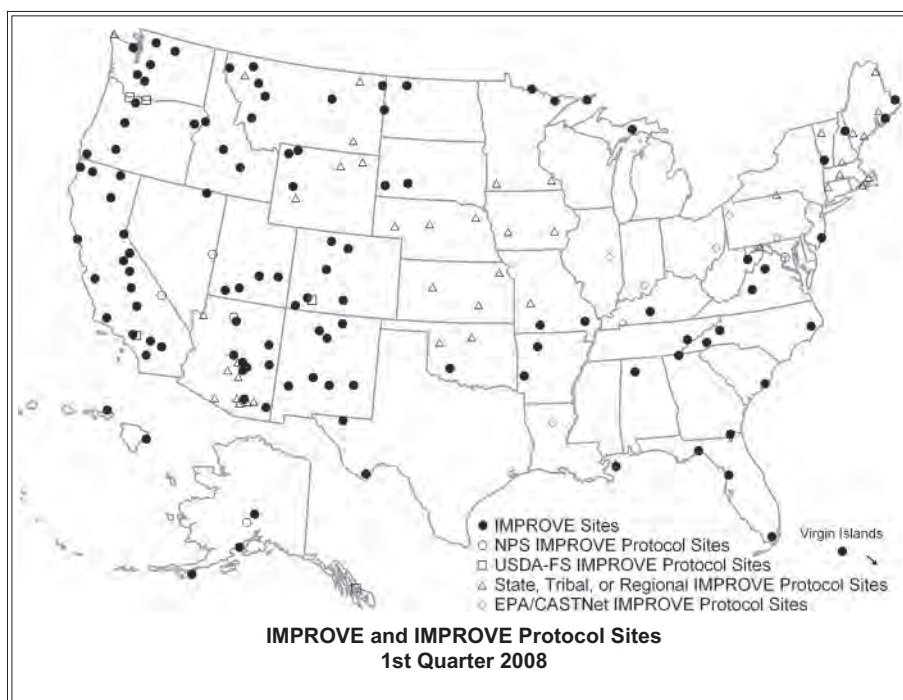 IMPROVE Sites
NPS IMPROVE Protocol Sites
USDA-FS IMPROVE Protocol Sites
State, Tribal, or Regional IMPROVE Protocol Sites
EPA/CASTNet IMPROVE Protocol Sites
Virgin Islands
IMPROVE and IMPROVE Protocol Sites
1st Quarter 2008